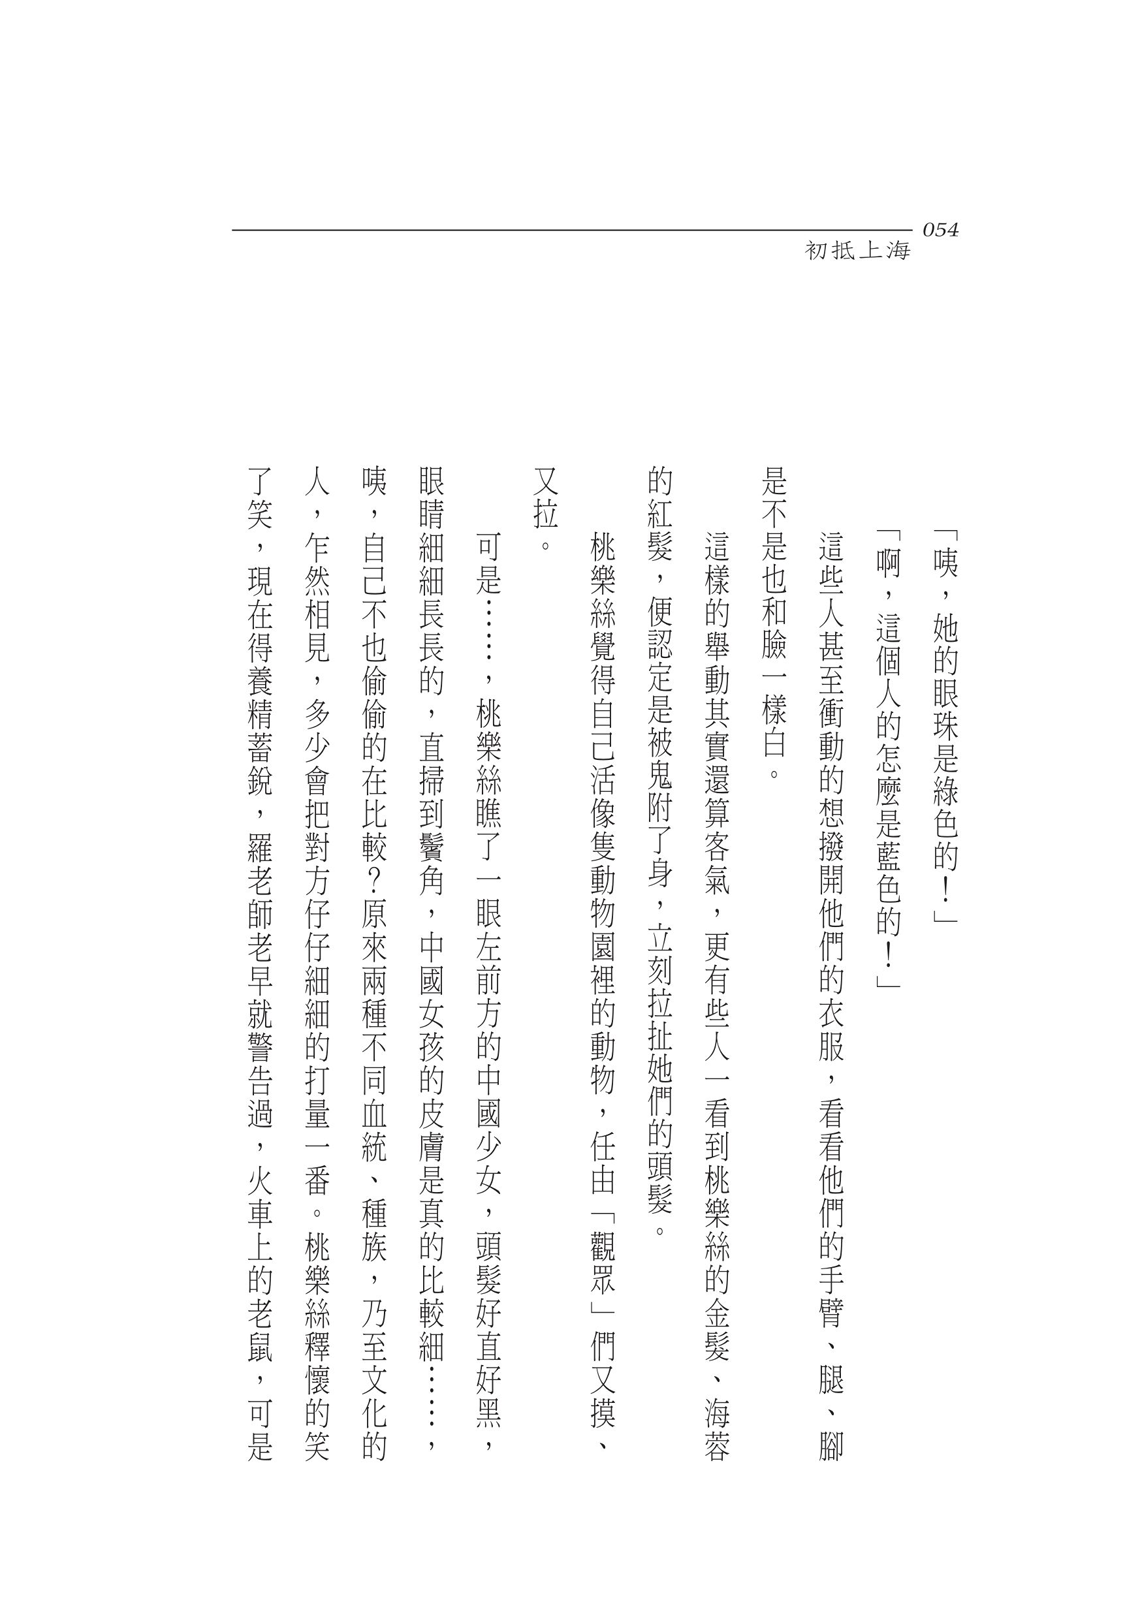 054
初抵上海
「咦，她的眼珠是綠色的！」
「啊，這個人的怎麼是藍色的！」
這些人甚至衝動的想撥開他們的衣服，看看他們的手臂、腿、腳
是不是也和臉一樣白。
這樣的舉動其實還算客氣，更有些人一看到桃樂絲的金髮、海蓉
的紅髮，便認定是被鬼附了身，立刻拉扯她們的頭髮。
桃樂絲覺得自己活像隻動物園裡的動物，任由「觀眾」們又摸、
又拉。
可是……，桃樂絲瞧了一眼左前方的中國少女，頭髮好直好黑，
眼睛細細長長的，直掃到鬢角，中國女孩的皮膚是真的比較細……，
咦，自己不也偷偷的在比較？原來兩種不同血統、種族，乃至文化的
人，乍然相見，多少會把對方仔仔細細的打量一番。桃樂絲釋懷的笑
了笑，現在得養精蓄銳，羅老師老早就警告過，火車上的老鼠，可是